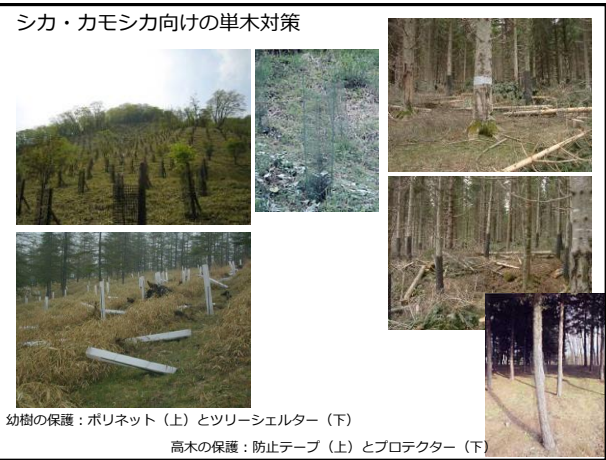 シカ・カモシカ向けの単木対策
幼樹の保護：ポリネット（上）とツリーシェルター（下）
高木の保護：防止テープ（上）とプロテクター（下）